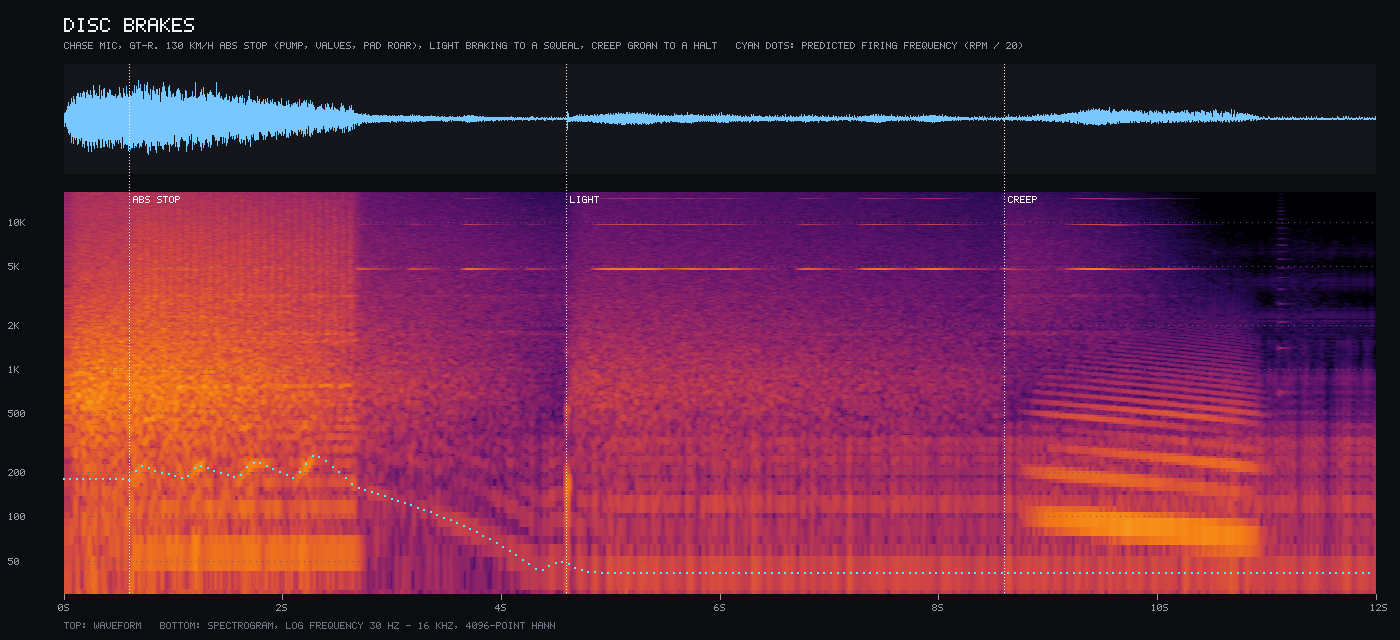 DISC BRAKES
CHASE MIC, GT-R. 130 KM/H ABS STOP (PUMP, VALVES, PAD ROAR), LIGHT BRAKING TO A SQUEAL, CREEP GROAN TO A HALT   CYAN DOTS: PREDICTED FIRING FREQUENCY (RPM / 20)
ABS STOP   LIGHT   CREEP
10K
5K
2K
1K
500
200
100
50
0S   2S   4S   6S   8S   10S   12S
TOP: WAVEFORM   BOTTOM: SPECTROGRAM, LOG FREQUENCY 30 HZ - 16 KHZ, 4096-POINT HANN